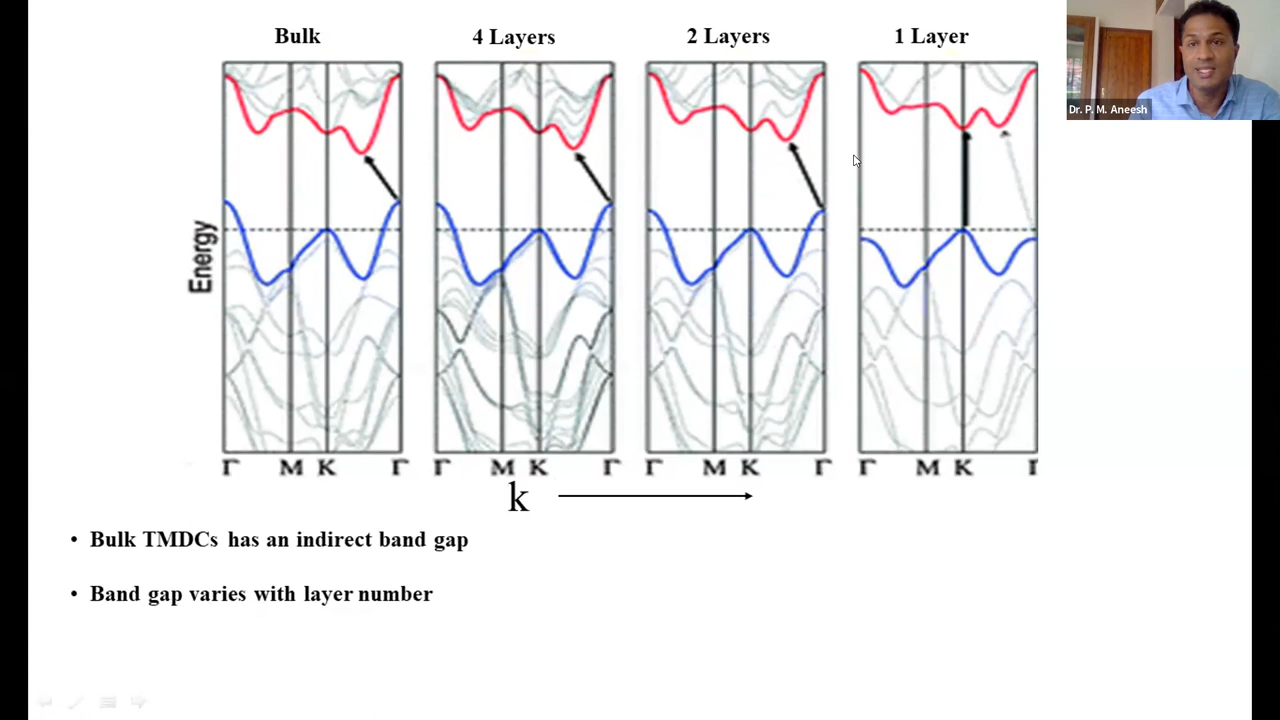 Bulk
4 Layers
2 Layers
1 Layer
Dr. P. M. Aneesh
Energy
Γ M K Γ
Γ M K Γ
Γ M K Γ
Γ M K Γ
k
• Bulk TMDCs has an indirect band gap
• Band gap varies with layer number